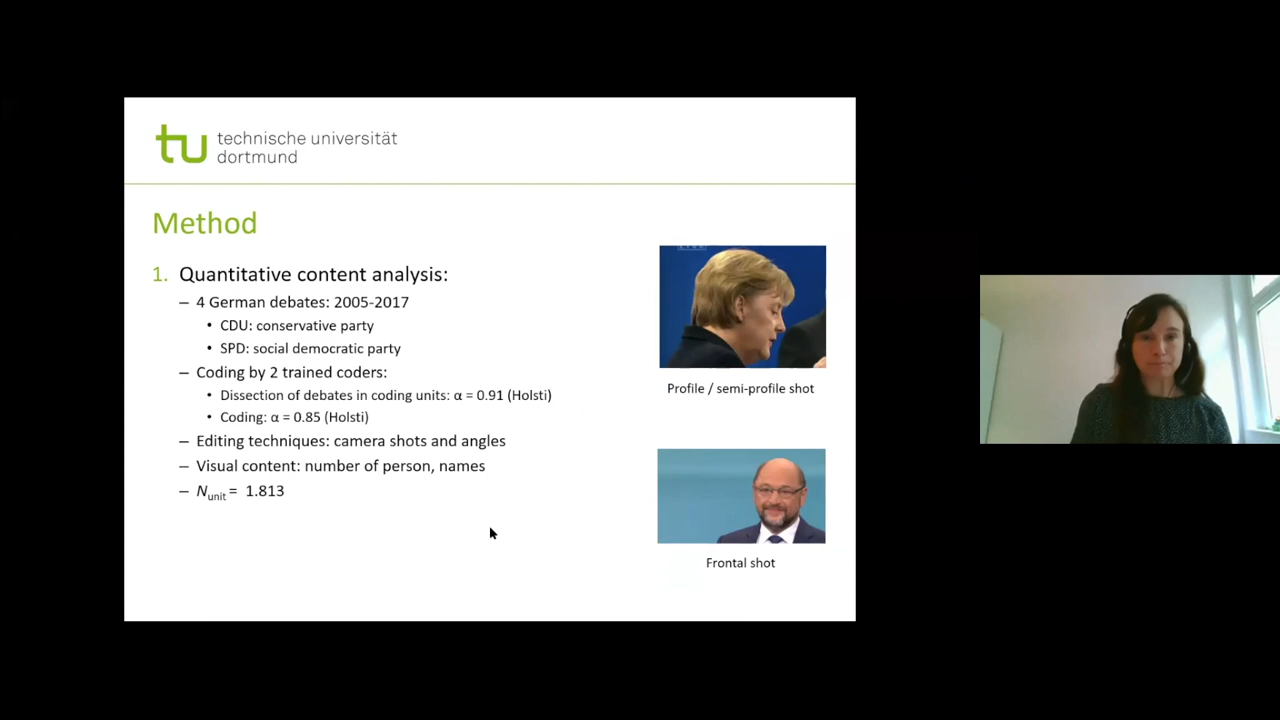 technische universität
dortmund
Method
1. Quantitative content analysis:
– 4 German debates: 2005-2017
• CDU: conservative party
• SPD: social democratic party
– Coding by 2 trained coders:
• Dissection of debates in coding units: α = 0.91 (Holsti)
• Coding: α = 0.85 (Holsti)
– Editing techniques: camera shots and angles
– Visual content: number of person, names
– Nunit = 1.813
Profile / semi-profile shot
Frontal shot